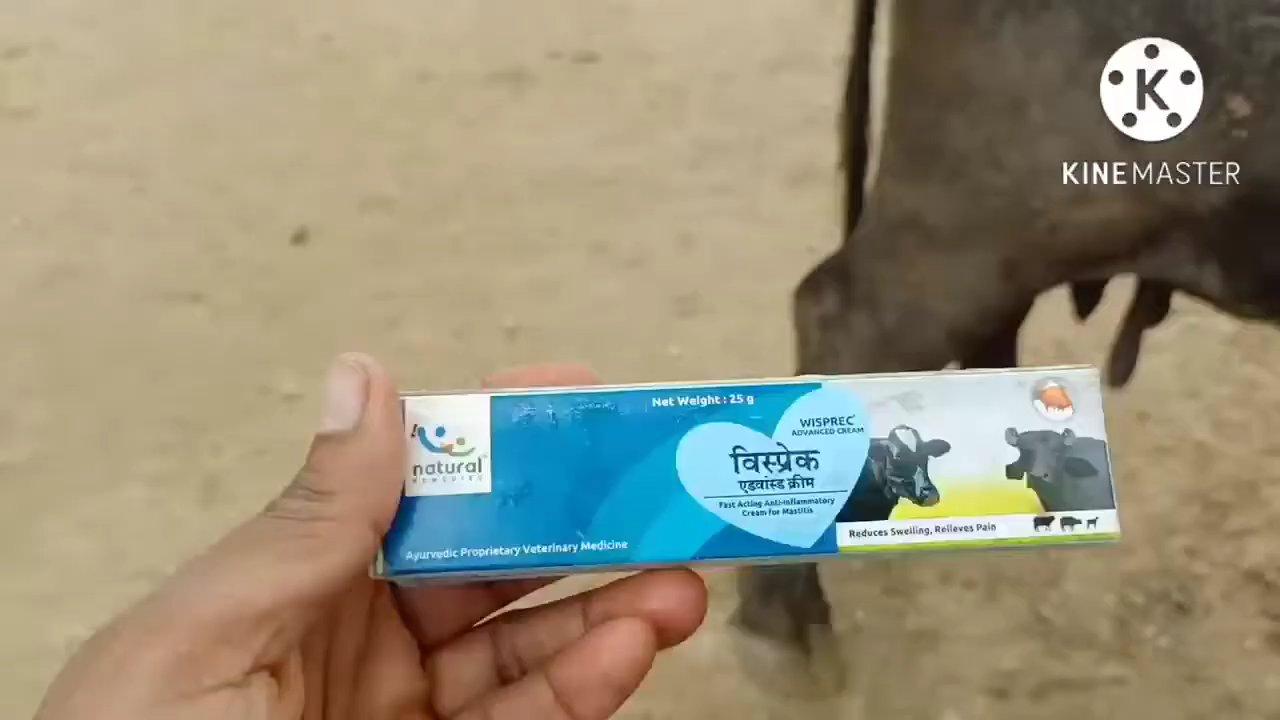 K
KINEMASTER
Net Weight : 25 g
natural
REMEDIES
WISPREC
ADVANCED CREAM
विस्प्रेक
एडवांस्ड क्रीम
Fast Acting Anti-Inflammatory
Cream for Mastitis
Reduces Swelling, Relieves Pain
Ayurvedic Proprietary Veterinary Medicine